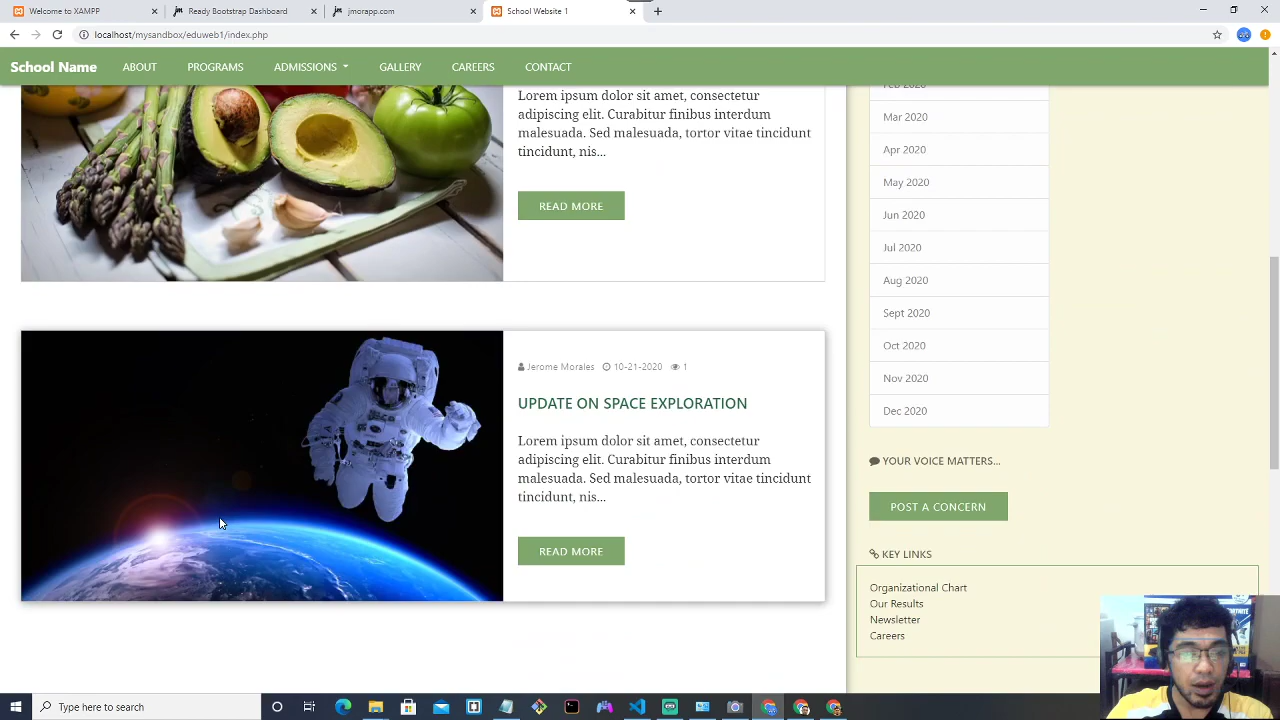 Welcome to XAMPP
Ready Bootstrap Dashboards
jmorapp.com
School Website 1
localhost/mysandbox/eduweb1/index.php
School Name ABOUT PROGRAMS ADMISSIONS GALLERY CAREERS CONTACT
Lorem ipsum dolor sit amet, consectetur
adipiscing elit. Curabitur finibus interdum
malesuada. Sed malesuada, tortor vitae tincidunt
tincidunt, nis...
READ MORE
Jerome Morales 10-21-2020 1
UPDATE ON SPACE EXPLORATION
Lorem ipsum dolor sit amet, consectetur
adipiscing elit. Curabitur finibus interdum
malesuada. Sed malesuada, tortor vitae tincidunt
tincidunt, nis...
READ MORE
Feb 2020
Mar 2020
Apr 2020
May 2020
Jun 2020
Jul 2020
Aug 2020
Sept 2020
Oct 2020
Nov 2020
Dec 2020
YOUR VOICE MATTERS...
POST A CONCERN
KEY LINKS
Organizational Chart
Our Results
Newsletter
Careers
Type here to search